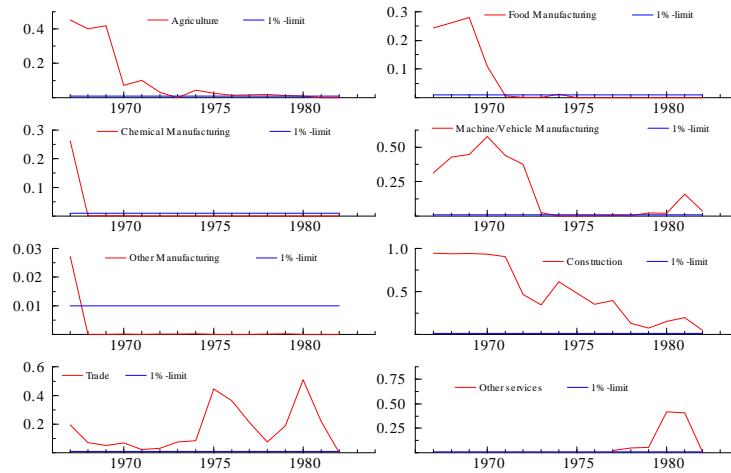 Agriculture 1% -limit
0.4
0.2
1970 1975 1980
Food Manufacturing 1% -limit
0.3
0.2
0.1
1970 1975 1980
Chemical Manufacturing 1% -limit
0.3
0.2
0.1
1970 1975 1980
Machine/Vehicle Manufacturing 1% -limit
0.50
0.25
1970 1975 1980
Other Manufacturing 1% -limit
0.03
0.02
0.01
1970 1975 1980
Construction 1% -limit
1.0
0.5
1970 1975 1980
Trade 1% -limit
0.6
0.4
0.2
1970 1975 1980
Other services 1% -limit
0.75
0.50
0.25
1970 1975 1980